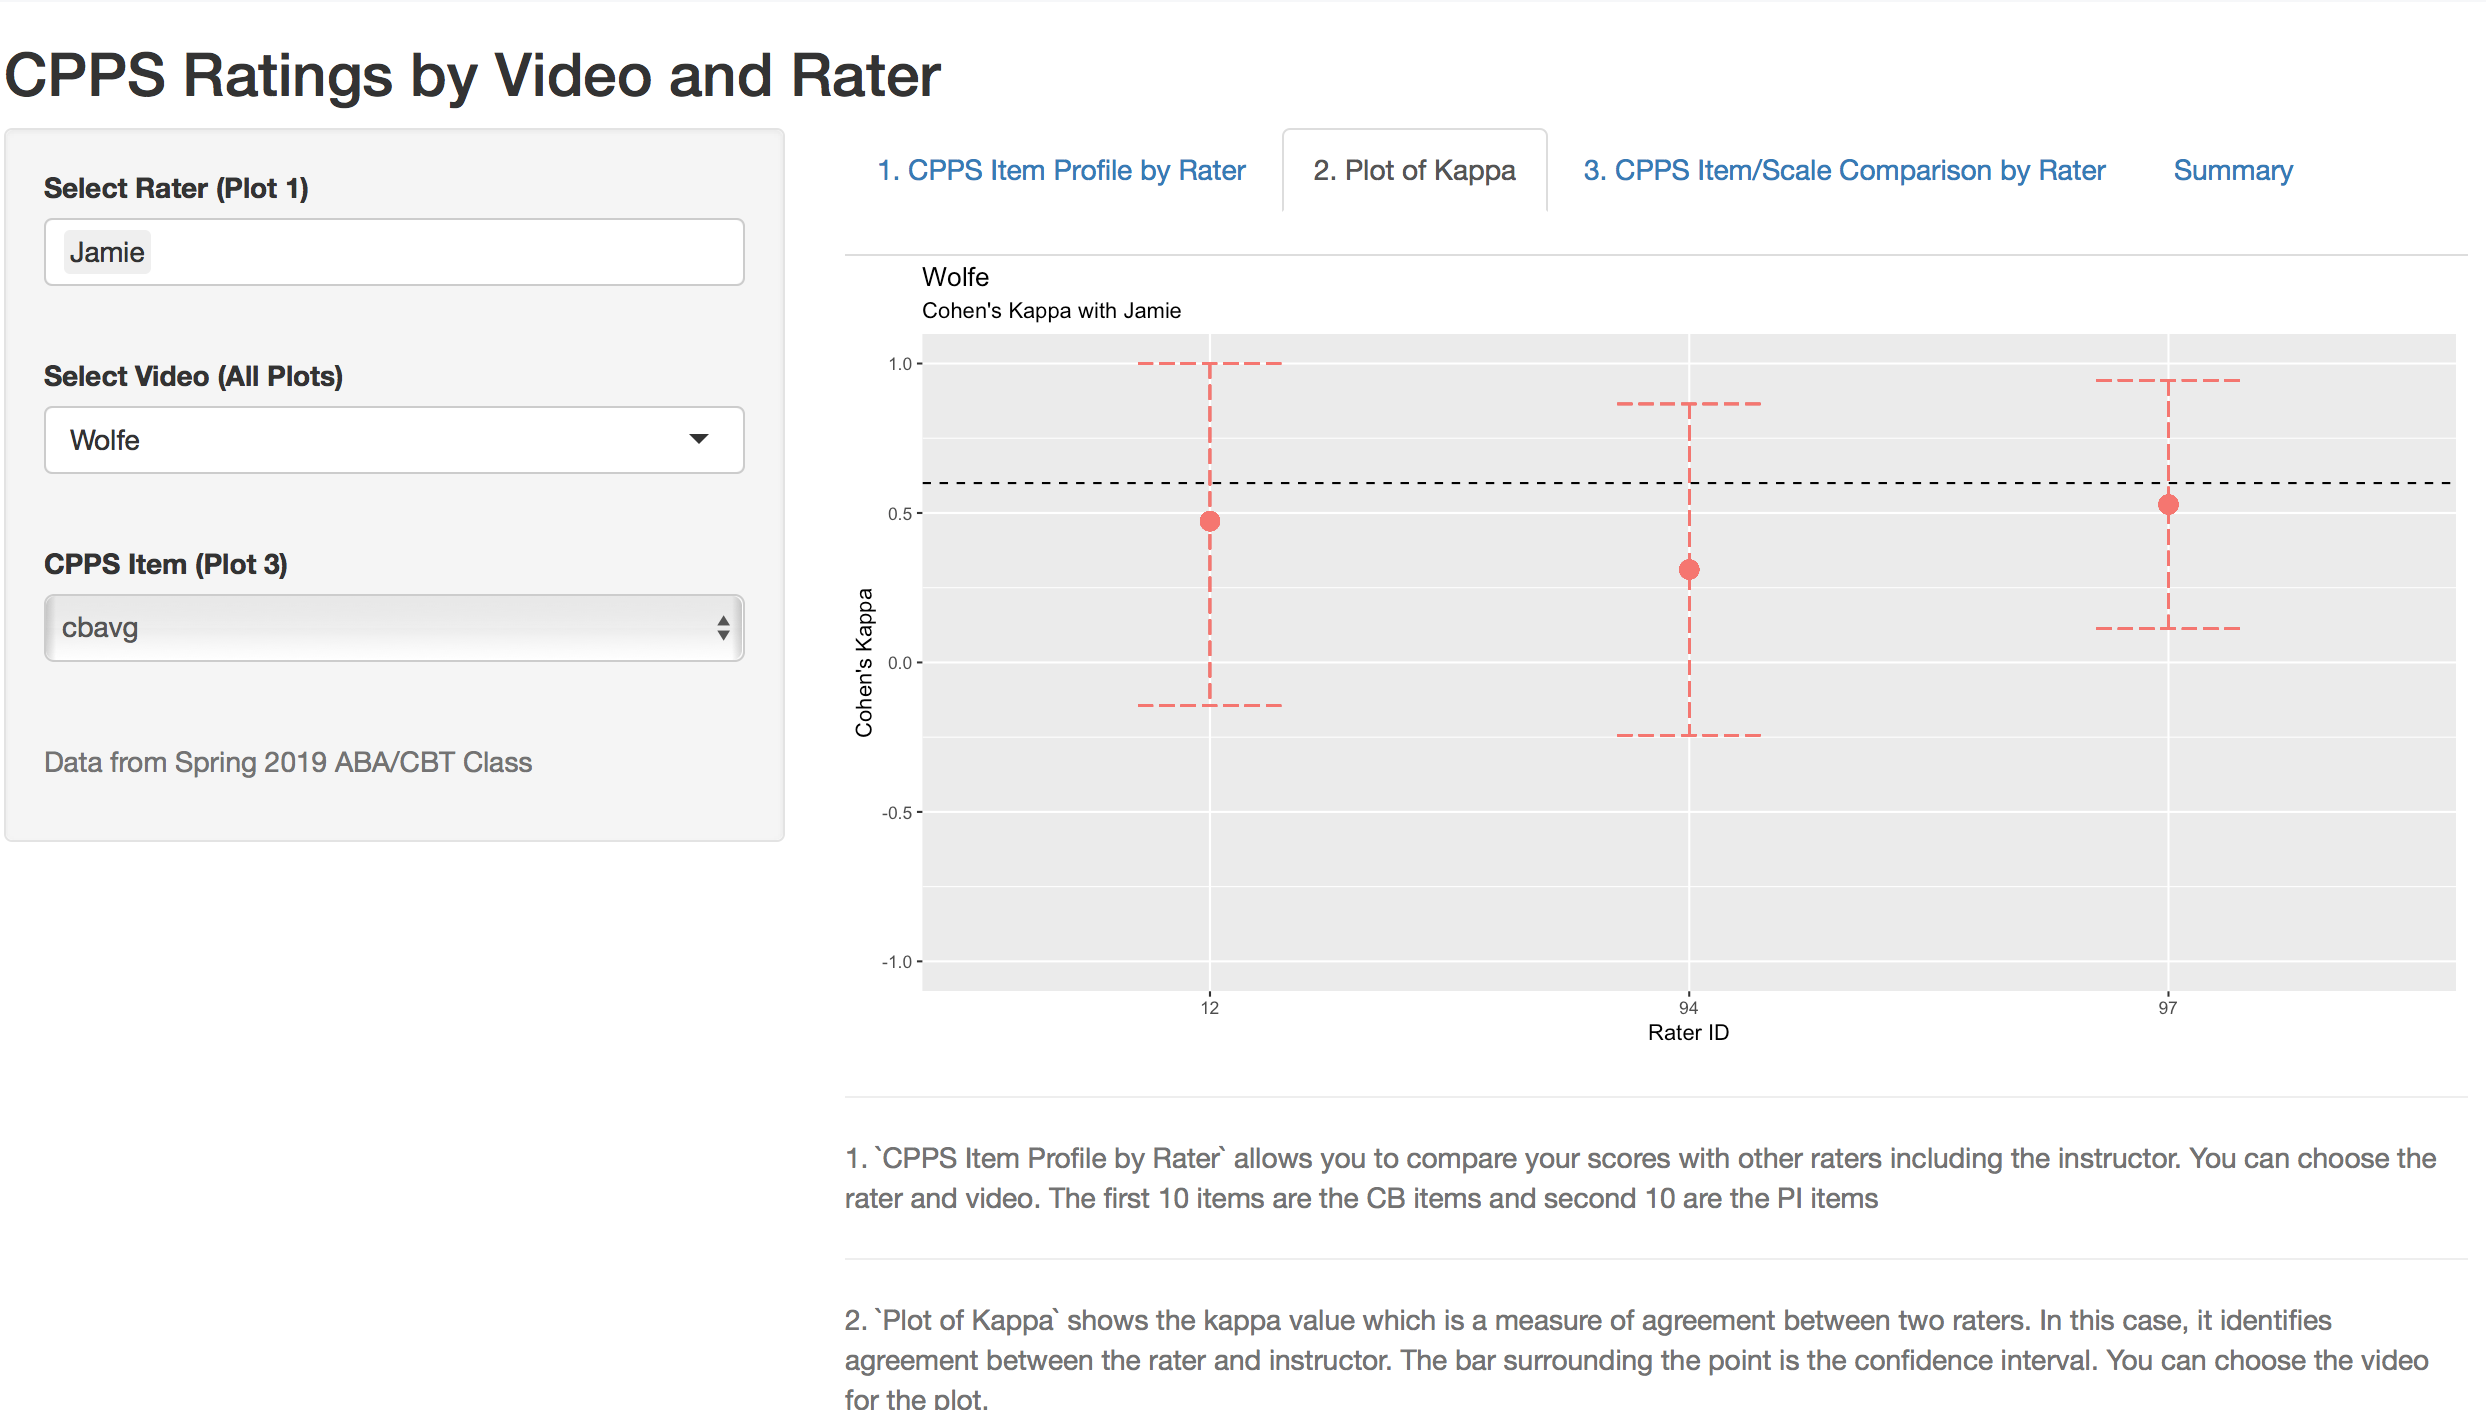 CPPS Ratings by Video and Rater
Select Rater (Plot 1)
Jamie
Select Video (All Plots)
Wolfe
CPPS Item (Plot 3)
cbavg
Data from Spring 2019 ABA/CBT Class
1. CPPS Item Profile by Rater
2. Plot of Kappa
3. CPPS Item/Scale Comparison by Rater
Summary
Wolfe
Cohen's Kappa with Jamie
Cohen's Kappa
1.0
0.5
0.0
-0.5
-1.0
12
94
97
Rater ID
1. `CPPS Item Profile by Rater` allows you to compare your scores with other raters including the instructor. You can choose the
rater and video. The first 10 items are the CB items and second 10 are the PI items
2. `Plot of Kappa` shows the kappa value which is a measure of agreement between two raters. In this case, it identifies
agreement between the rater and instructor. The bar surrounding the point is the confidence interval. You can choose the video
for the plot.